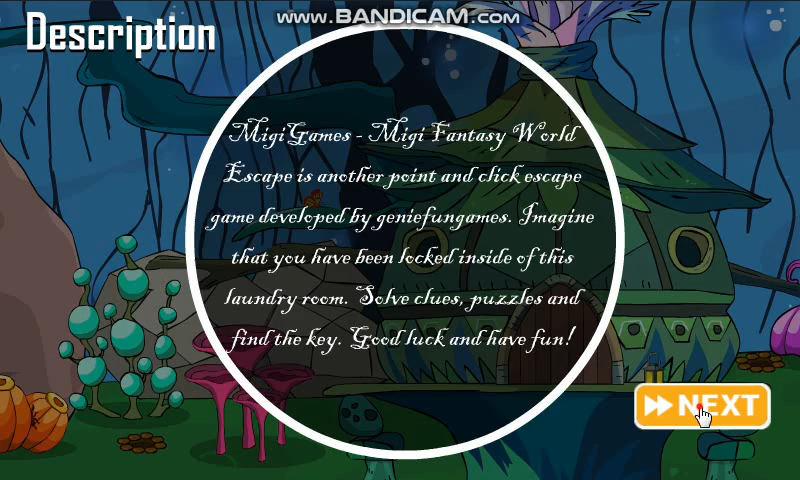 www.BANDICAM.com
Description
MigiGames - Migi Fantasy World
Escape is another point and click escape
game developed by geniefungames. Imagine
that you have been locked inside of this
laundry room. Solve clues, puzzles and
find the key. Good luck and have fun!
NEXT